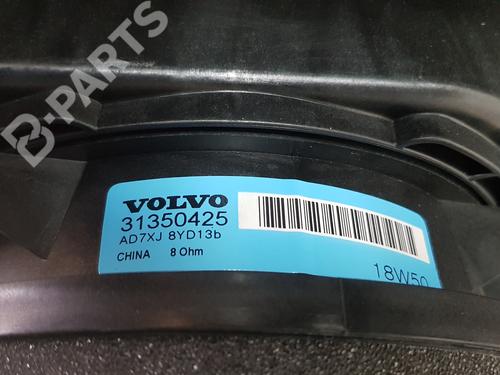 B-PARTS
VOLVO
31350425
AD7XJ 8YD13b
CHINA 8 Ohm
18W50